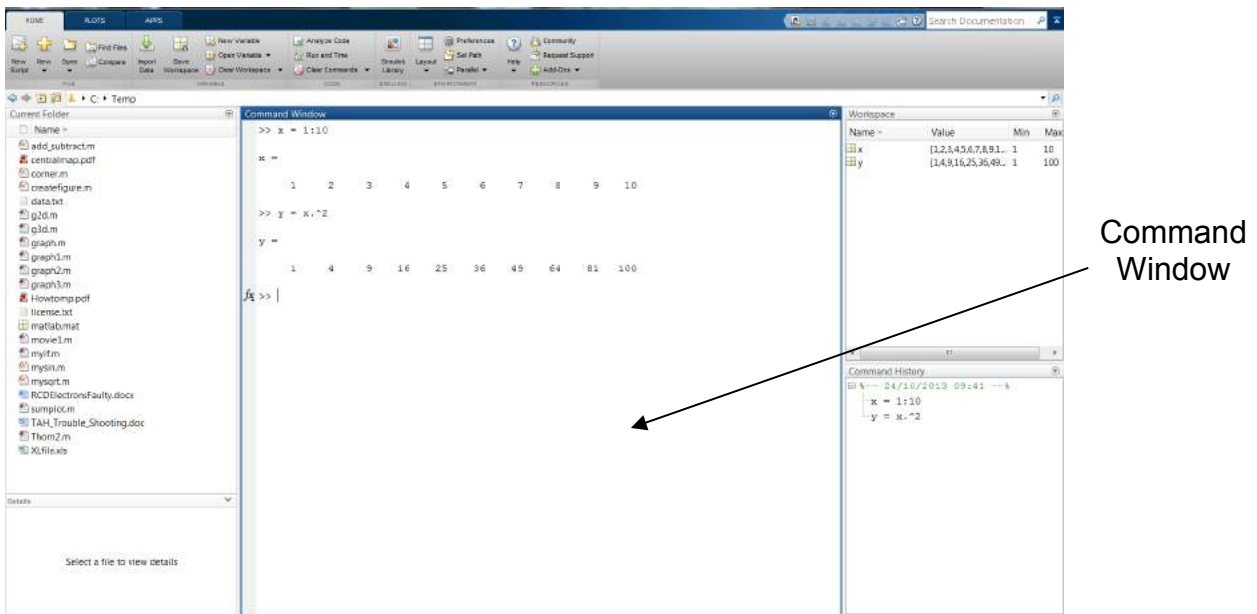 HOME PLOTS APPS
Search Documentation
New Script
New
Open
Find Files
Compare
Import Data
Save Workspace
New Variable
Open Variable
Clear Workspace
Analyze Code
Run and Time
Clear Commands
Simulink Library
Layout
Preferences
Set Path
Parallel
Help
Community
Request Support
Add-Ons
FILE VARIABLE CODE SIMULINK ENVIRONMENT RESOURCES
C: Temp
Current Folder
Name
add_subtract.m
centralmap.pdf
corner.m
createfigure.m
data.txt
g2d.m
g3d.m
graph.m
graph1.m
graph2.m
graph3.m
Howtomp.pdf
license.txt
matlab.mat
movie1.m
myif.m
mysin.m
mysqrt.m
RCDElectronsFaulty.docx
sumplot.m
TAH_Trouble_Shooting.doc
Thom2.m
XLfile.xls
Details
Select a file to view details
Command Window
>> x = 1:10
x =
1 2 3 4 5 6 7 8 9 10
>> y = x.^2
y =
1 4 9 16 25 36 49 64 81 100
fx >>
Workspace
Name Value Min Max
x [1,2,3,4,5,6,7,8,9,1... 1 10
y [1,4,9,16,25,36,49... 1 100
Command History
%-- 24/10/2013 09:41 --%
x = 1:10
y = x.^2
Command
Window